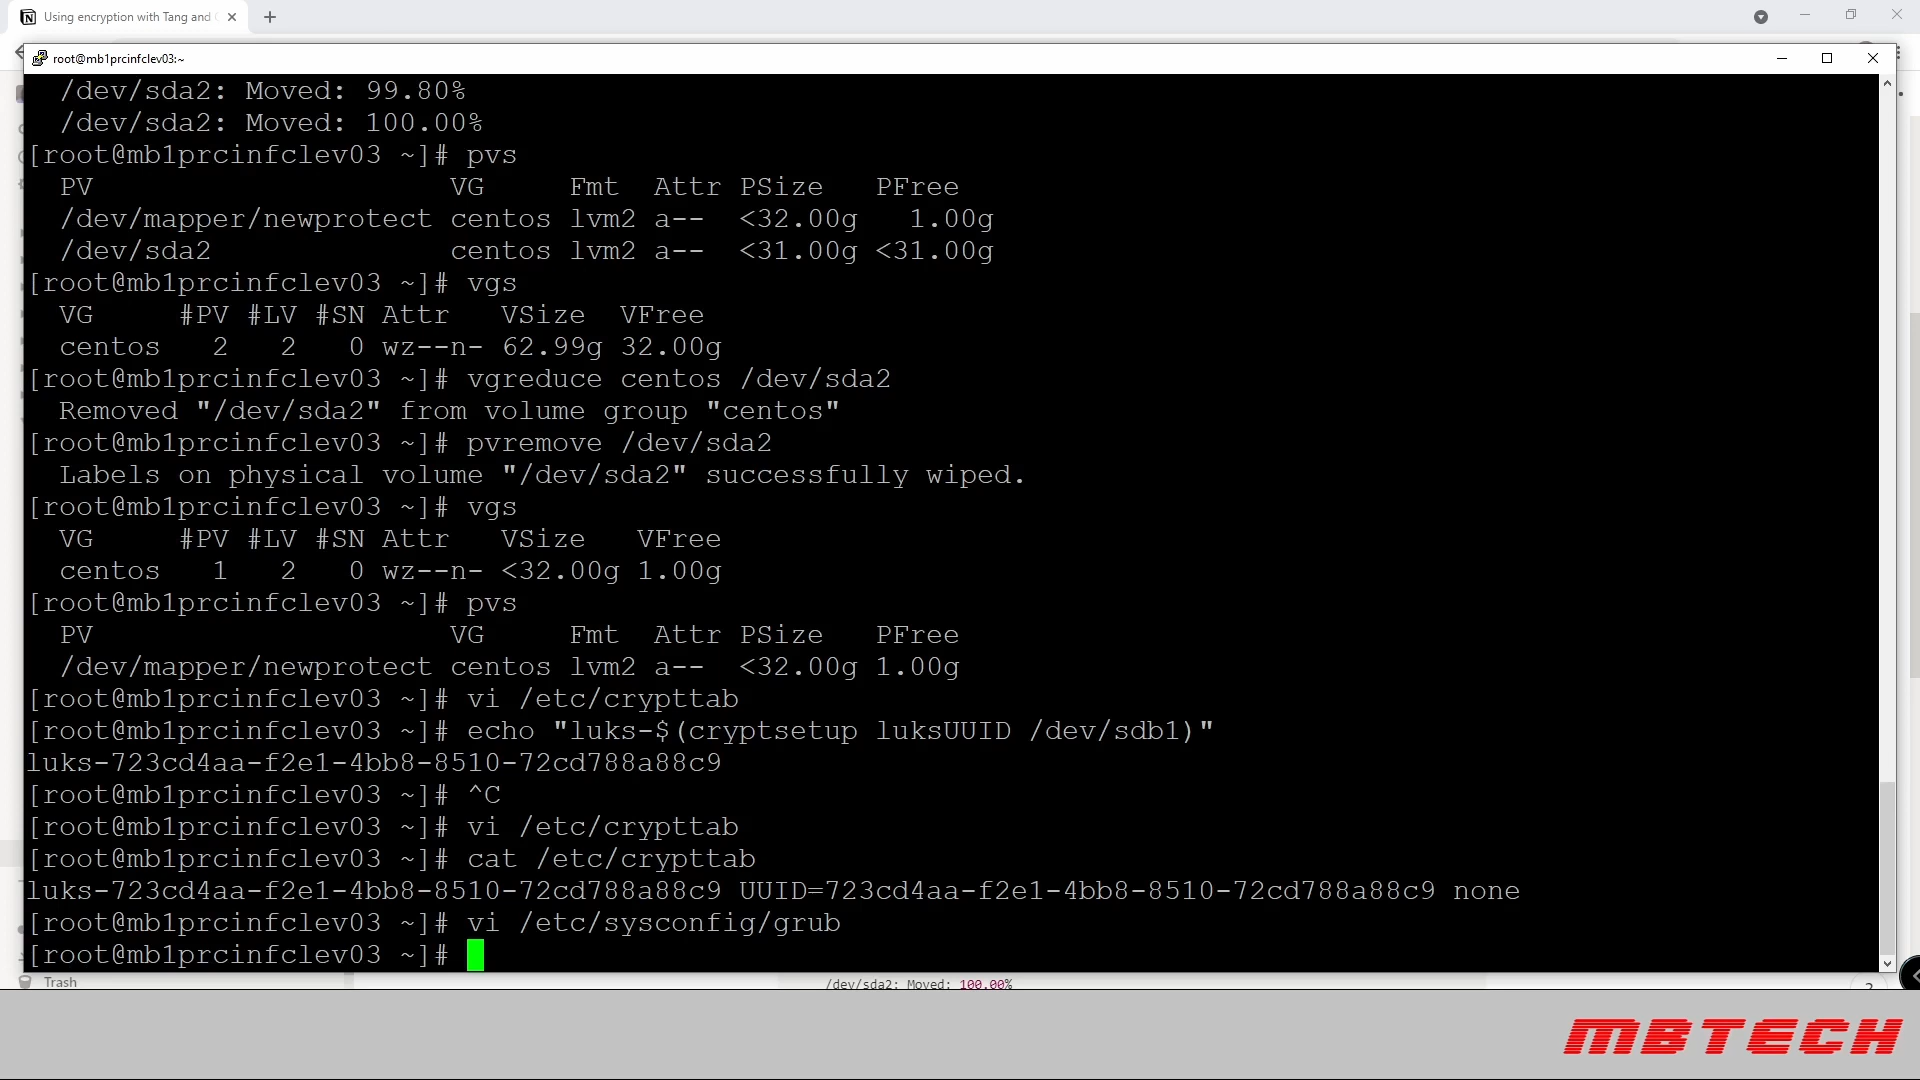 Using encryption with Tang and
root@mb1prcinfclev03:~
/dev/sda2: Moved: 99.80%
/dev/sda2: Moved: 100.00%
[root@mb1prcinfclev03 ~]# pvs
PV VG Fmt Attr PSize PFree
/dev/mapper/newprotect centos lvm2 a-- <32.00g 1.00g
/dev/sda2 centos lvm2 a-- <31.00g <31.00g
[root@mb1prcinfclev03 ~]# vgs
VG #PV #LV #SN Attr VSize VFree
centos 2 2 0 wz--n- 62.99g 32.00g
[root@mb1prcinfclev03 ~]# vgreduce centos /dev/sda2
Removed "/dev/sda2" from volume group "centos"
[root@mb1prcinfclev03 ~]# pvremove /dev/sda2
Labels on physical volume "/dev/sda2" successfully wiped.
[root@mb1prcinfclev03 ~]# vgs
VG #PV #LV #SN Attr VSize VFree
centos 1 2 0 wz--n- <32.00g 1.00g
[root@mb1prcinfclev03 ~]# pvs
PV VG Fmt Attr PSize PFree
/dev/mapper/newprotect centos lvm2 a-- <32.00g 1.00g
[root@mb1prcinfclev03 ~]# vi /etc/crypttab
[root@mb1prcinfclev03 ~]# echo "luks-$(cryptsetup luksUUID /dev/sdb1)"
luks-723cd4aa-f2e1-4bb8-8510-72cd788a88c9
[root@mb1prcinfclev03 ~]# ^C
[root@mb1prcinfclev03 ~]# vi /etc/crypttab
[root@mb1prcinfclev03 ~]# cat /etc/crypttab
luks-723cd4aa-f2e1-4bb8-8510-72cd788a88c9 UUID=723cd4aa-f2e1-4bb8-8510-72cd788a88c9 none
[root@mb1prcinfclev03 ~]# vi /etc/sysconfig/grub
[root@mb1prcinfclev03 ~]#
Trash
/dev/sda2: Moved: 100.00%
MBTECH